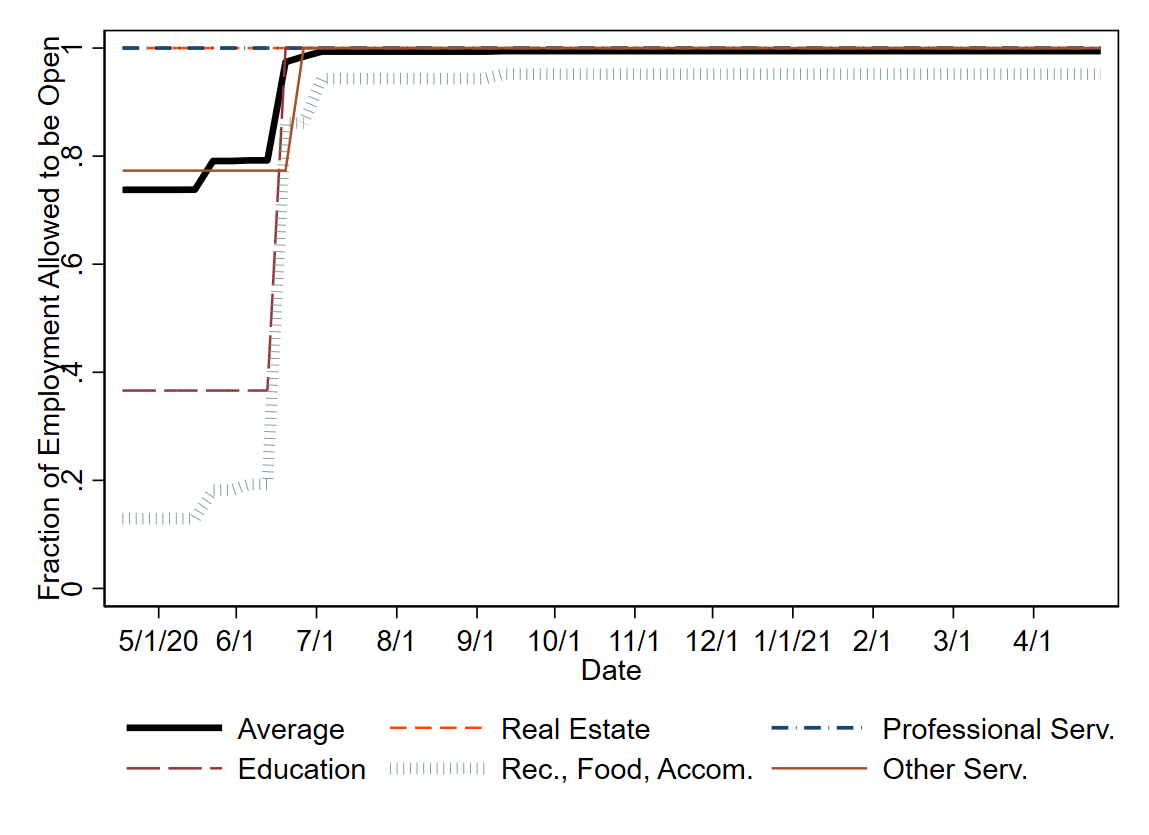 Fraction of Employment Allowed to be Open
1
.8
.6
.4
.2
0
5/1/20 6/1 7/1 8/1 9/1 10/1 11/1 12/1 1/1/21 2/1 3/1 4/1
Date
Average Real Estate Professional Serv.
Education Rec., Food, Accom. Other Serv.